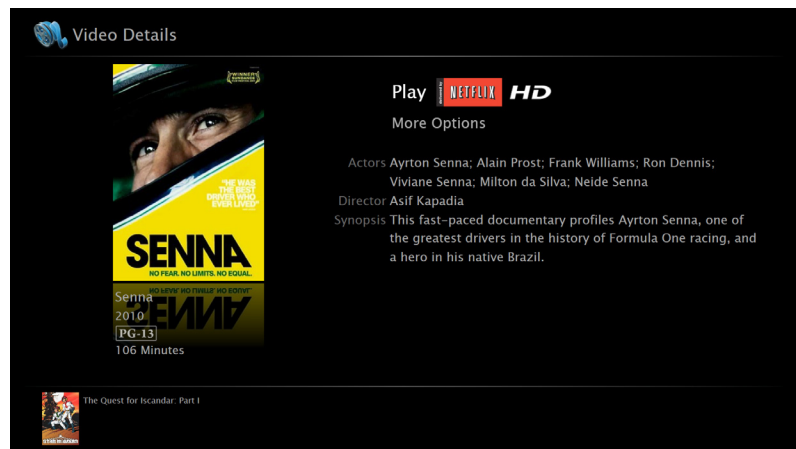 Video Details
WINNER
SUNDANCE
"HE WAS
THE BEST
DRIVER WHO
EVER LIVED"
SENNA
NO FEAR. NO LIMITS. NO EQUAL.
Senna
2010
PG-13
106 Minutes
Play NETFLIX HD
More Options
Actors Ayrton Senna; Alain Prost; Frank Williams; Ron Dennis;
Viviane Senna; Milton da Silva; Neide Senna
Director Asif Kapadia
Synopsis This fast-paced documentary profiles Ayrton Senna, one of
the greatest drivers in the history of Formula One racing, and
a hero in his native Brazil.
The Quest for Iscandar: Part I
STAR BLAZERS